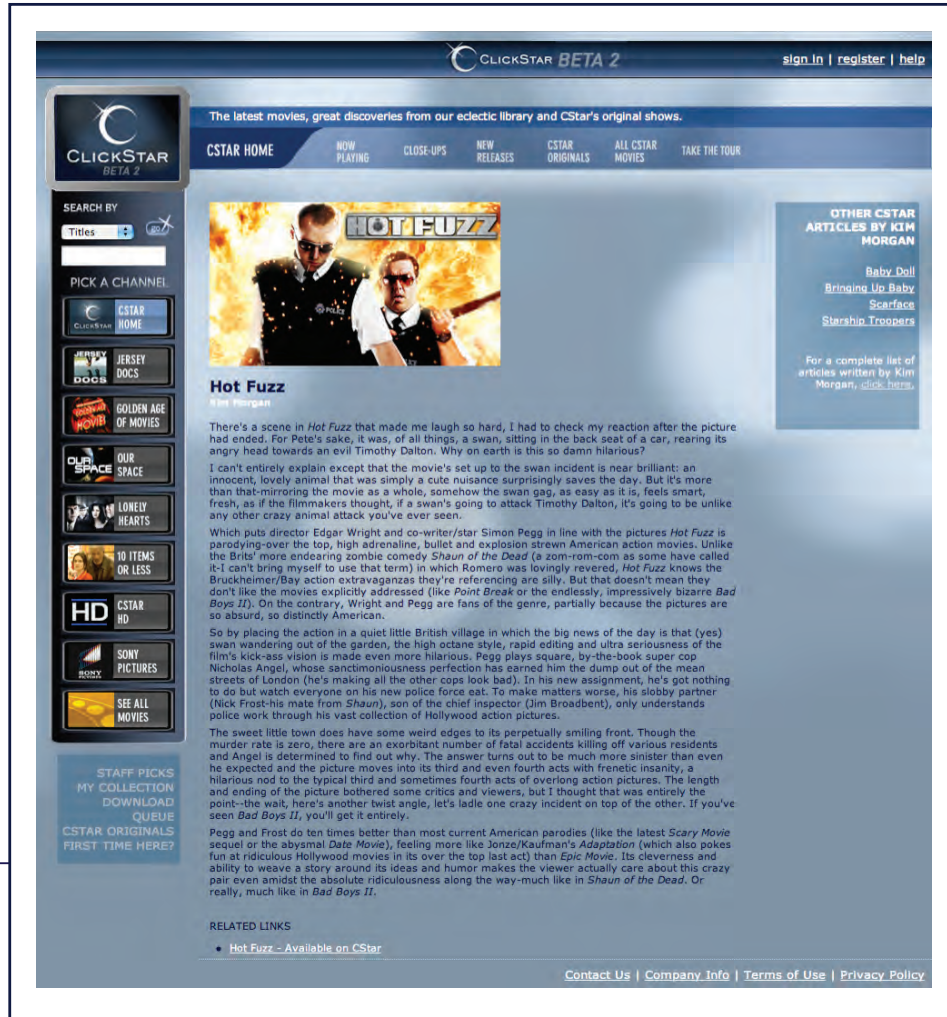 CLICKSTAR BETA 2
sign in | register | help
CLICKSTAR
BETA 2
The latest movies, great discoveries from our eclectic library and CStar's original shows.
CSTAR HOME
NOW
PLAYING
CLOSE-UPS
NEW
RELEASES
CSTAR
ORIGINALS
ALL CSTAR
MOVIES
TAKE THE TOUR
SEARCH BY
Titles
GO
PICK A CHANNEL
CLICKSTAR
CSTAR
HOME
JERSEY
DOCS
JERSEY
DOCS
GOLDEN AGE
MOVIES
GOLDEN AGE
OF MOVIES
OUR
SPACE
OUR
SPACE
LONELY
HEARTS
10 ITEMS
OR LESS
HD
CSTAR
HD
SONY
PICTURES
SONY
PICTURES
SEE ALL
MOVIES
STAFF PICKS
MY COLLECTION
DOWNLOAD
QUEUE
CSTAR ORIGINALS
FIRST TIME HERE?
HOT FUZZ
POLICE
Hot Fuzz
Kim Morgan
There's a scene in Hot Fuzz that made me laugh so hard, I had to check my reaction after the picture
had ended. For Pete's sake, it was, of all things, a swan, sitting in the back seat of a car, rearing its
angry head towards an evil Timothy Dalton. Why on earth is this so damn hilarious?
I can't entirely explain except that the movie's set up to the swan incident is near brilliant: an
innocent, lovely animal that was simply a cute nuisance surprisingly saves the day. But it's more
than that-mirroring the movie as a whole, somehow the swan gag, as easy as it is, feels smart,
fresh, as if the filmmakers thought, if a swan's going to attack Timothy Dalton, it's going to be unlike
any other crazy animal attack you've ever seen.
Which puts director Edgar Wright and co-writer/star Simon Pegg in line with the pictures Hot Fuzz is
parodying-over the top, high adrenaline, bullet and explosion strewn American action movies. Unlike
the Brits' more endearing zombie comedy Shaun of the Dead (a zom-rom-com as some have called
it-I can't bring myself to use that term) in which Romero was lovingly revered, Hot Fuzz knows the
Bruckheimer/Bay action extravaganzas they're referencing are silly. But that doesn't mean they
don't like the movies explicitly addressed (like Point Break or the endlessly, impressively bizarre Bad
Boys II). On the contrary, Wright and Pegg are fans of the genre, partially because the pictures are
so absurd, so distinctly American.
So by placing the action in a quiet little British village in which the big news of the day is that (yes)
swan wandering out of the garden, the high octane style, rapid editing and ultra seriousness of the
film's kick-ass vision is made even more hilarious. Pegg plays square, by-the-book super cop
Nicholas Angel, whose sanctimoniousness perfection has earned him the dump out of the mean
streets of London (he's making all the other cops look bad). In his new assignment, he's got nothing
to do but watch everyone on his new police force eat. To make matters worse, his slobby partner
(Nick Frost-his mate from Shaun), son of the chief inspector (Jim Broadbent), only understands
police work through his vast collection of Hollywood action pictures.
The sweet little town does have some weird edges to its perpetually smiling front. Though the
murder rate is zero, there are an exorbitant number of fatal accidents killing off various residents
and Angel is determined to find out why. The answer turns out to be much more sinister than even
he expected and the picture moves into its third and even fourth acts with frenetic insanity, a
hilarious nod to the typical third and sometimes fourth acts of overlong action pictures. The length
and ending of the picture bothered some critics and viewers, but I thought that was entirely the
point--the wait, here's another twist angle, let's ladle one crazy incident on top of the other. If you've
seen Bad Boys II, you'll get it entirely.
Pegg and Frost do ten times better than most current American parodies (like the latest Scary Movie
sequel or the abysmal Date Movie), feeling more like Jonze/Kaufman's Adaptation (which also pokes
fun at ridiculous Hollywood movies in its over the top last act) than Epic Movie. Its cleverness and
ability to weave a story around its ideas and humor makes the viewer actually care about this crazy
pair even amidst the absolute ridiculousness along the way-much like in Shaun of the Dead. Or
really, much like in Bad Boys II.
RELATED LINKS
• Hot Fuzz - Available on CStar
OTHER CSTAR
ARTICLES BY KIM
MORGAN
Baby Doll
Bringing Up Baby
Scarface
Starship Troopers
For a complete list of
articles written by Kim
Morgan, click here.
Contact Us | Company Info | Terms of Use | Privacy Policy